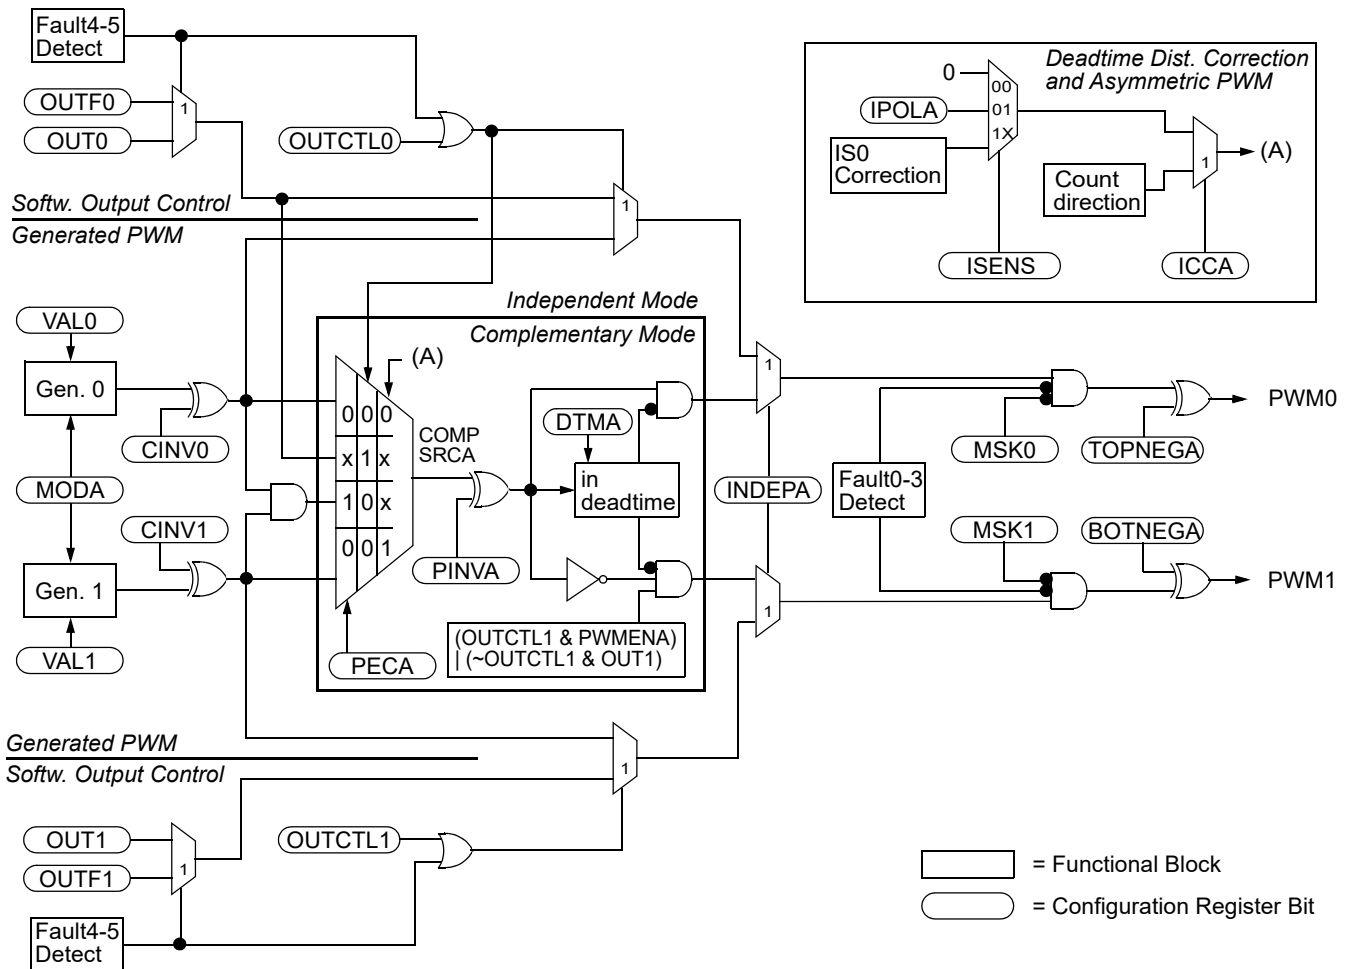 Fault4-5
Detect
OUTF0
OUT0
1
OUTCTL0
Softw. Output Control
Generated PWM
1
Deadtime Dist. Correction
and Asymmetric PWM
0
00
01
1X
IPOLA
IS0
Correction
Count
direction
1
(A)
ISENS
ICCA
Independent Mode
Complementary Mode
VAL0
Gen. 0
CINV0
MODA
CINV1
Gen. 1
VAL1
(A)
0 0 0
x 1 x
1 0 x
0 0 1
COMP
SRCA
PINVA
PECA
DTMA
in
deadtime
(OUTCTL1 & PWMENA)
| (~OUTCTL1 & OUT1)
1
INDEPA
1
Fault0-3
Detect
MSK0
MSK1
TOPNEGA
BOTNEGA
PWM0
PWM1
Generated PWM
Softw. Output Control
1
OUT1
OUTF1
1
OUTCTL1
Fault4-5
Detect
= Functional Block
= Configuration Register Bit